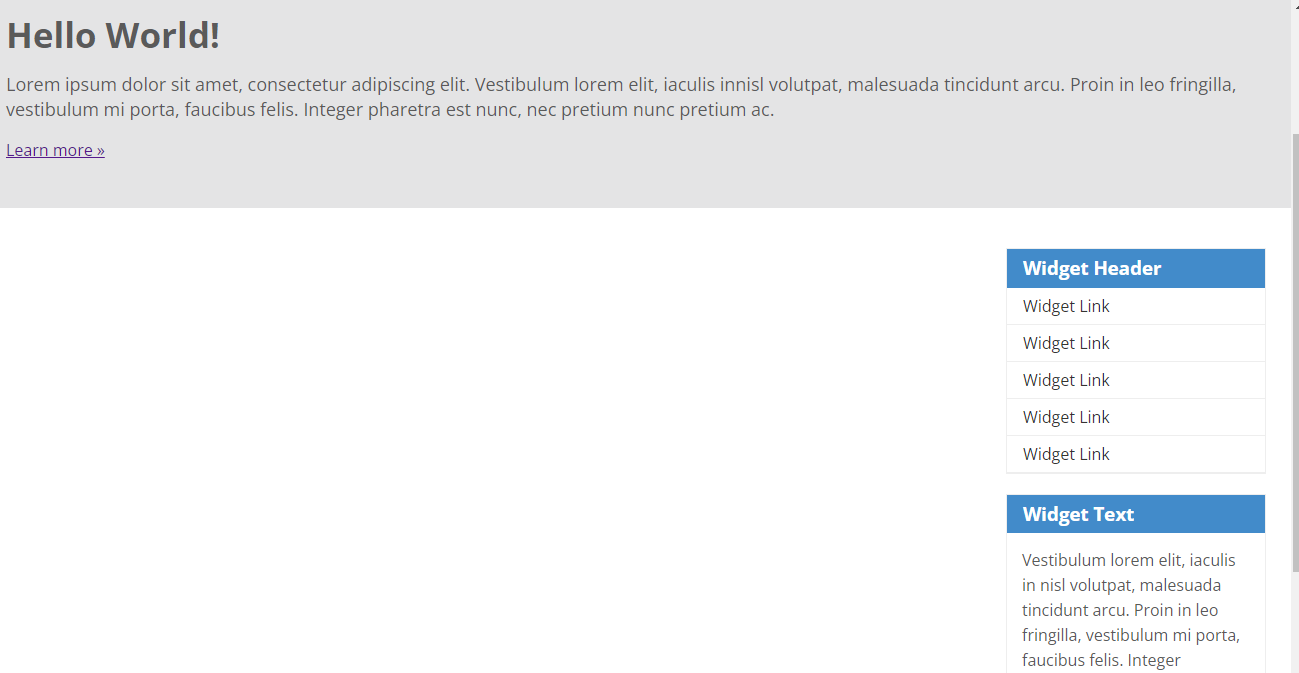 Hello World!
Lorem ipsum dolor sit amet, consectetur adipiscing elit. Vestibulum lorem elit, iaculis innisl volutpat, malesuada tincidunt arcu. Proin in leo fringilla,
vestibulum mi porta, faucibus felis. Integer pharetra est nunc, nec pretium nunc pretium ac.
Learn more »
Widget Header
Widget Link
Widget Link
Widget Link
Widget Link
Widget Link
Widget Text
Vestibulum lorem elit, iaculis
in nisl volutpat, malesuada
tincidunt arcu. Proin in leo
fringilla, vestibulum mi porta,
faucibus felis. Integer